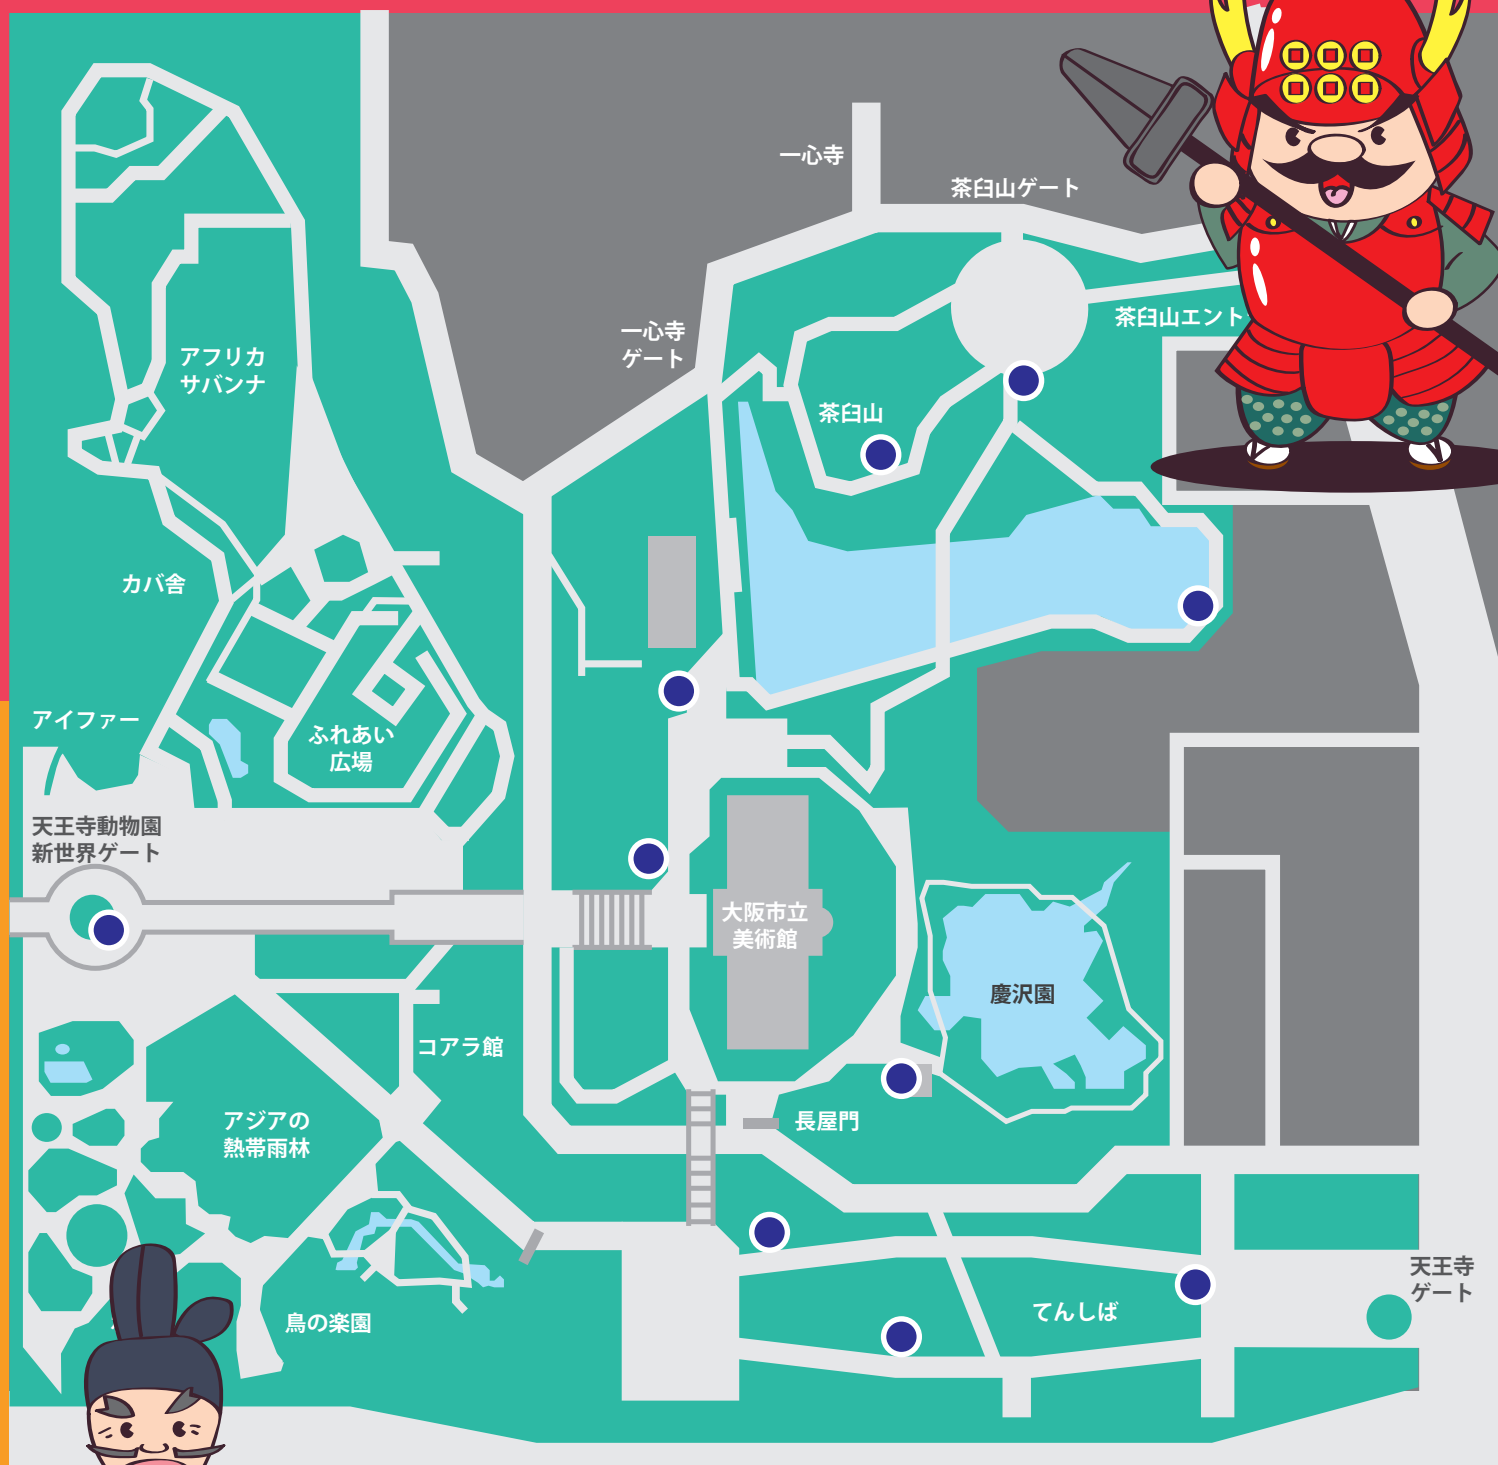 一心寺
茶臼山ゲート
茶臼山エント
一心寺
ゲート
アフリカ
サバンナ
茶臼山
カバ舎
アイファー
ふれあい
広場
天王寺動物園
新世界ゲート
大阪市立
美術館
慶沢園
コアラ館
アジアの
熱帯雨林
長屋門
天王寺
ゲート
てんしば
鳥の楽園